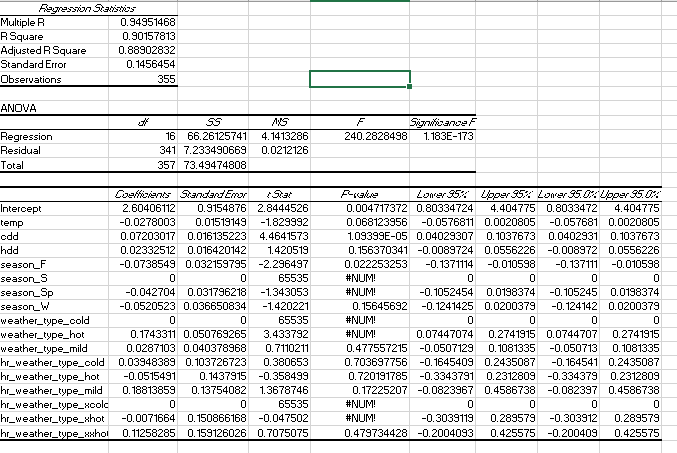 Regression Statistics
Multiple R 0.94951468
R Square 0.90157813
Adjusted R Square 0.88902832
Standard Error 0.1456454
Observations 355
ANOVA
df SS MS F Significance F
Regression 16 66.26125741 4.1413286 240.2828498 1.183E-173
Residual 341 7.233490669 0.0212126
Total 357 73.49474808
Coefficients Standard Error t Stat P-value Lower 95% Upper 95% Lower 95.0% Upper 95.0%
Intercept 2.60406112 0.9154876 2.8444526 0.004717372 0.80334724 4.404775 0.8033472 4.404775
temp -0.0278003 0.01519149 -1.829992 0.068123956 -0.0576811 0.0020805 -0.057681 0.0020805
cdd 0.07203017 0.016135223 4.4641573 1.09399E-05 0.04029307 0.1037673 0.0402931 0.1037673
hdd 0.02332512 0.016420142 1.420519 0.156370341 -0.0089724 0.0556226 -0.008972 0.0556226
season_F -0.0738549 0.032159795 -2.296497 0.022253253 -0.1371114 -0.010598 -0.137111 -0.010598
season_S 0 0 65535 #NUM! 0 0 0 0
season_Sp -0.042704 0.031796218 -1.343053 #NUM! -0.1052454 0.0198374 -0.105245 0.0198374
season_W -0.0520523 0.036650834 -1.420221 0.15645692 -0.1241425 0.0200379 -0.124142 0.0200379
weather_type_cold 0 0 65535 #NUM! 0 0 0 0
weather_type_hot 0.1743311 0.050769265 3.433792 #NUM! 0.07447074 0.2741915 0.0744707 0.2741915
weather_type_mild 0.0287103 0.040378968 0.7110211 0.477557215 -0.0507129 0.1081335 -0.050713 0.1081335
hr_weather_type_cold 0.03948389 0.103726723 0.380653 0.703697756 -0.1645409 0.2435087 -0.164541 0.2435087
hr_weather_type_hot -0.0515491 0.1437915 -0.358499 0.720191785 -0.3343791 0.2312809 -0.334379 0.2312809
hr_weather_type_mild 0.18813859 0.13754082 1.3678746 0.17225207 -0.0823967 0.4586738 -0.082397 0.4586738
hr_weather_type_xcolc 0 0 65535 #NUM! 0 0 0 0
hr_weather_type_xhot -0.0071664 0.150866168 -0.047502 #NUM! -0.3039119 0.289579 -0.303912 0.289579
hr_weather_type_xxhot 0.11258285 0.159126026 0.7075075 0.479734428 -0.2004093 0.425575 -0.200409 0.425575